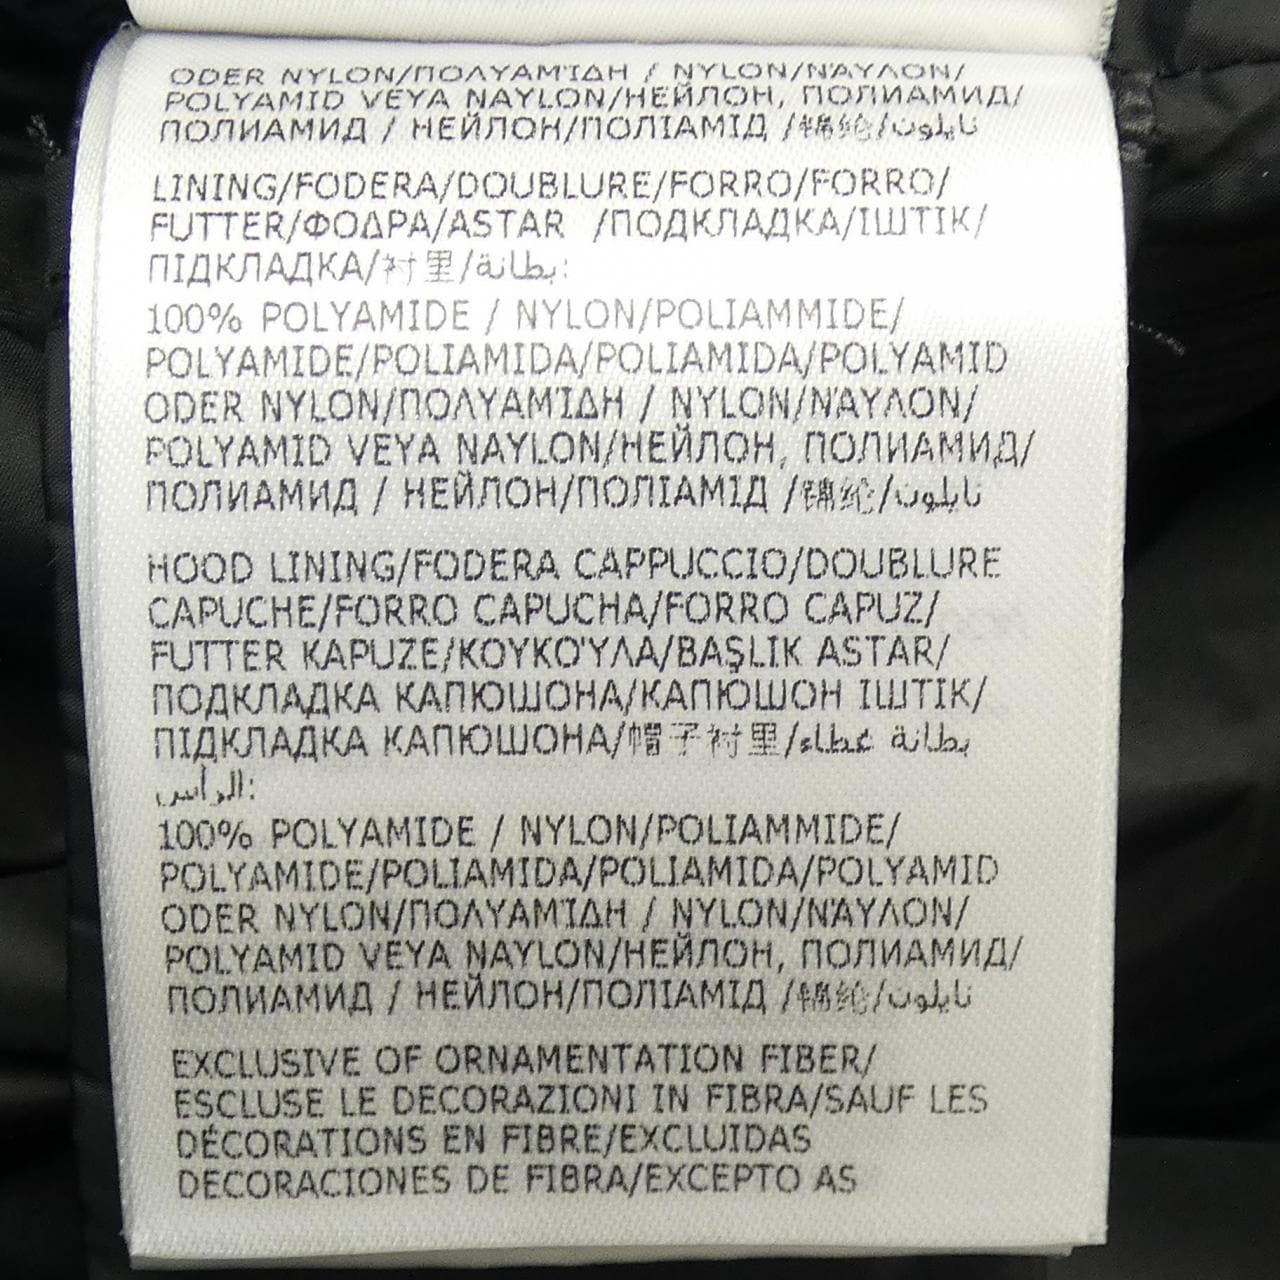 ODER NYLON/ΠΟΛΥΑΜΊΔΗ / NYLON/ΝΆΥΛΟΝ/
POLYAMID VEYA NAYLON/НЕЙЛОН, ПОЛИАМИД/
ПОЛИАМИД / НЕЙЛОН/ПОЛІАМІД /锦纶/نايلون
LINING/FODERA/DOUBLURE/FORRO/FORRO/
FUTTER/ΦΟΔΡΑ/ASTAR /ПОДКЛАДКА/ІШТІК/
ПІДКЛАДКА/衬里/بطانة:
100% POLYAMIDE / NYLON/POLIAMMIDE/
POLYAMIDE/POLIAMIDA/POLIAMIDA/POLYAMID
ODER NYLON/ΠΟΛΥΑΜΊΔΗ / NYLON/ΝΆΥΛΟΝ/
POLYAMID VEYA NAYLON/НЕЙЛОН, ПОЛИАМИД/
ПОЛИАМИД / НЕЙЛОН/ПОЛІАМІД /锦纶/نايلون
HOOD LINING/FODERA CAPPUCCIO/DOUBLURE
CAPUCHE/FORRO CAPUCHA/FORRO CAPUZ/
FUTTER KAPUZE/ΚΟΥΚΟΎΛΑ/BAŞLIK ASTAR/
ПОДКЛАДКА КАПЮШОНА/КАПЮШОН ІШТІК/
ПІДКЛАДКА КАПЮШОНА/帽子衬里/بطانة غطاء
الرأس:
100% POLYAMIDE / NYLON/POLIAMMIDE/
POLYAMIDE/POLIAMIDA/POLIAMIDA/POLYAMID
ODER NYLON/ΠΟΛΥΑΜΊΔΗ / NYLON/ΝΆΥΛΟΝ/
POLYAMID VEYA NAYLON/НЕЙЛОН, ПОЛИАМИД/
ПОЛИАМИД / НЕЙЛОН/ПОЛІАМІД /锦纶/نايلون
EXCLUSIVE OF ORNAMENTATION FIBER/
ESCLUSE LE DECORAZIONI IN FIBRA/SAUF LES
DÉCORATIONS EN FIBRE/EXCLUIDAS
DECORACIONES DE FIBRA/EXCEPTO AS